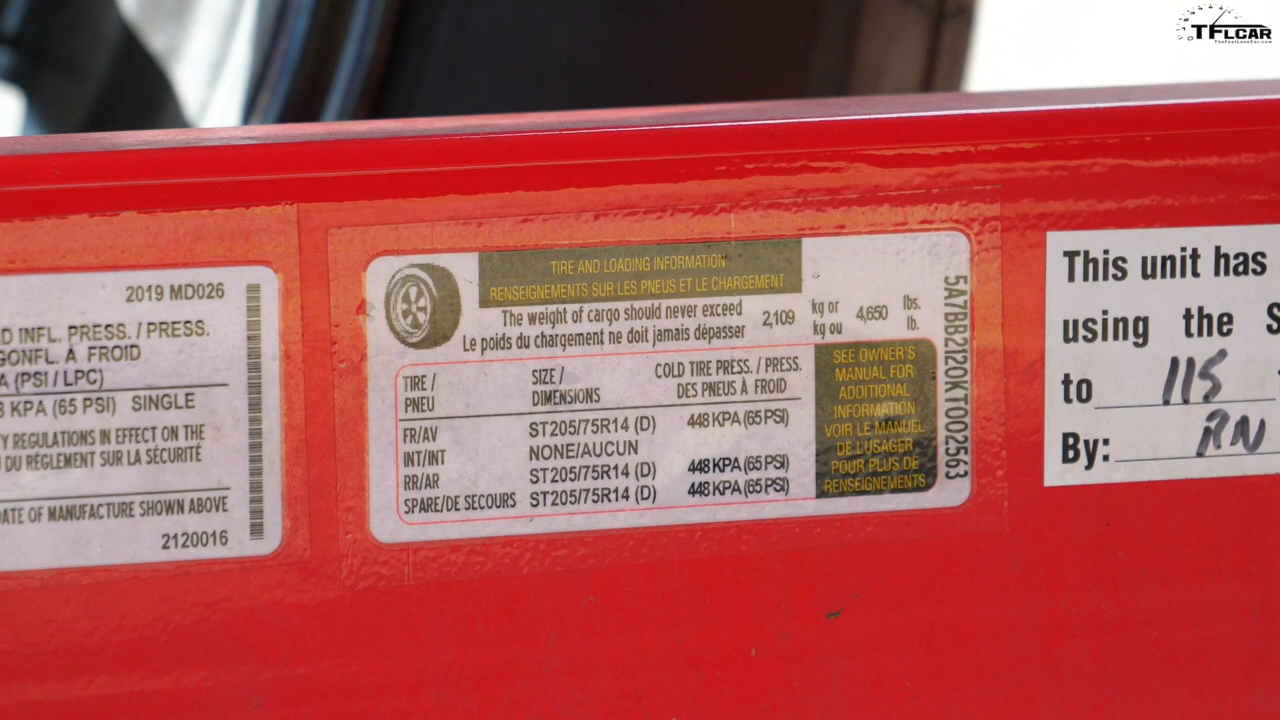 TFLCAR
TheFastLaneCar.com
2019 MD026
D INFL. PRESS. / PRESS.
GONFL. À FROID
A (PSI / LPC)
KPA (65 PSI) SINGLE
Y REGULATIONS IN EFFECT ON THE
DU RÈGLEMENT SUR LA SÉCURITÉ
DATE OF MANUFACTURE SHOWN ABOVE
2120016
TIRE AND LOADING INFORMATION
RENSEIGNEMENTS SUR LES PNEUS ET LE CHARGEMENT
The weight of cargo should never exceed 2,109 kg or 4,650 lbs.
Le poids du chargement ne doit jamais dépasser kg ou lb.
TIRE / SIZE / COLD TIRE PRESS. / PRESS.
PNEU DIMENSIONS DES PNEUS À FROID
FR/AV ST205/75R14 (D) 448 KPA (65 PSI)
INT/INT NONE/AUCUN
RR/AR ST205/75R14 (D) 448 KPA (65 PSI)
SPARE/DE SECOURS ST205/75R14 (D) 448 KPA (65 PSI)
SEE OWNER'S
MANUAL FOR
ADDITIONAL
INFORMATION
VOIR LE MANUEL
DE LUSAGER
POUR PLUS DE
RENSEIGNEMENTS
5A7BB2120KT002563
This unit has
using the S
to 115
By: RN